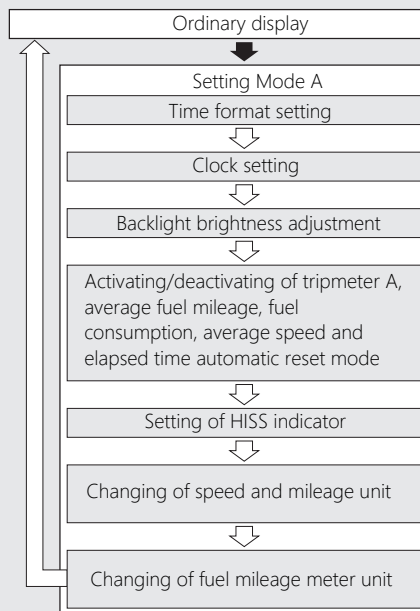 Ordinary display
Setting Mode A
Time format setting
Clock setting
Backlight brightness adjustment
Activating/deactivating of tripmeter A,
average fuel mileage, fuel
consumption, average speed and
elapsed time automatic reset mode
Setting of HISS indicator
Changing of speed and mileage unit
Changing of fuel mileage meter unit